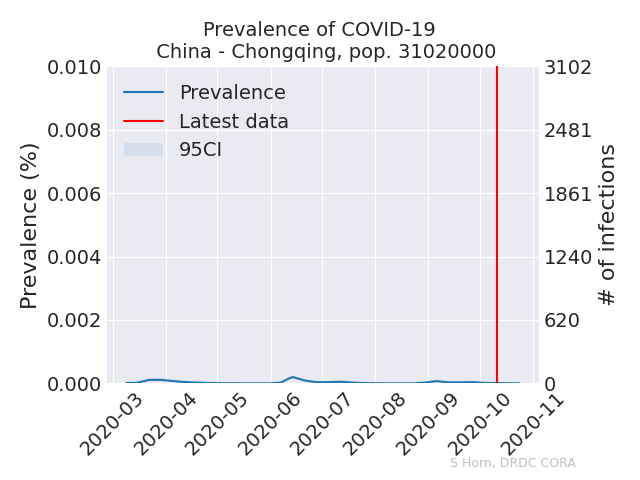 Prevalence of COVID-19
China - Chongqing, pop. 31020000
Prevalence
Latest data
95CI
0.010
0.008
0.006
0.004
0.002
0.000
Prevalence (%)
3102
2481
1861
1240
620
0
# of infections
2020-03
2020-04
2020-05
2020-06
2020-07
2020-08
2020-09
2020-10
2020-11
S Horn, DRDC CORA